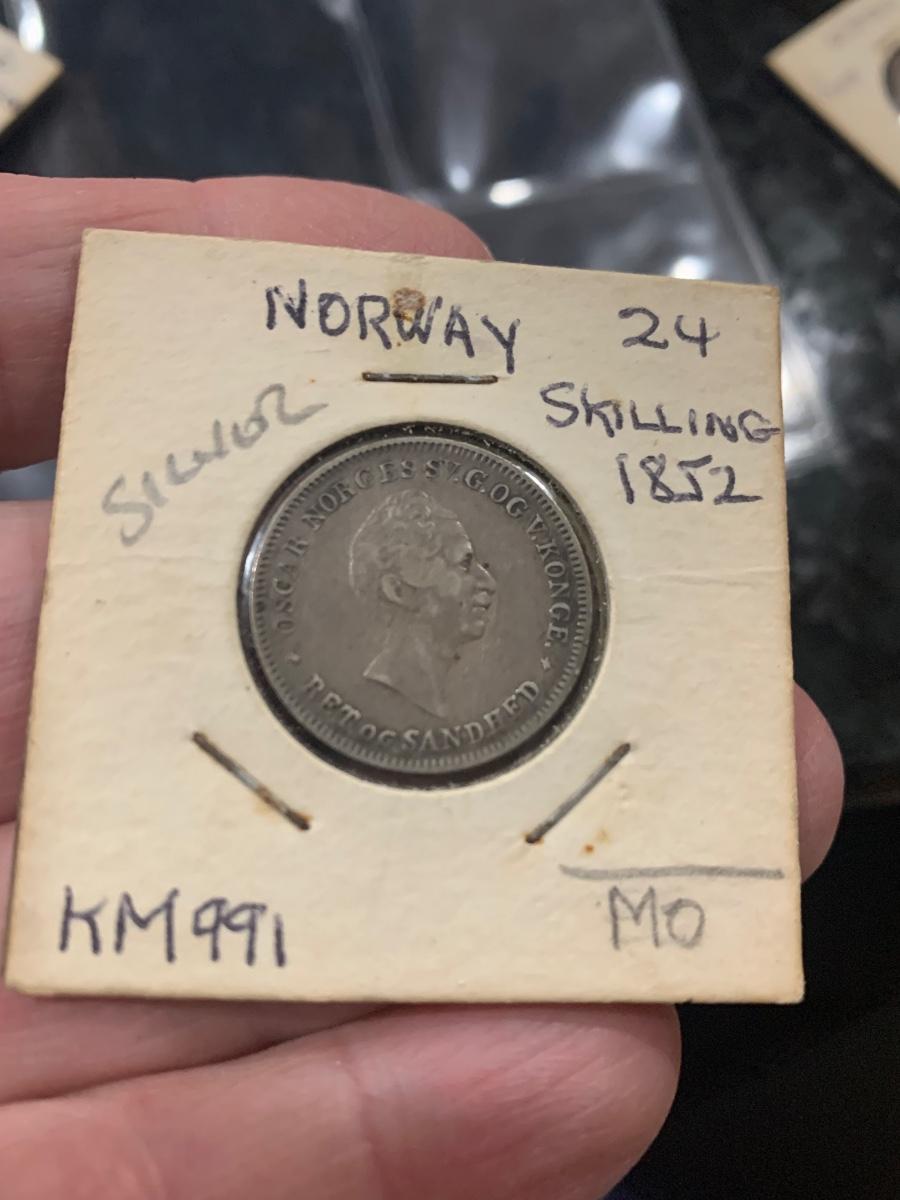 NORWAY 24
SKILLING
1852
SILVER
OSCAR NORGES SV. G. OG V. KONGE.
RET OG SANDHED
KM991
MO